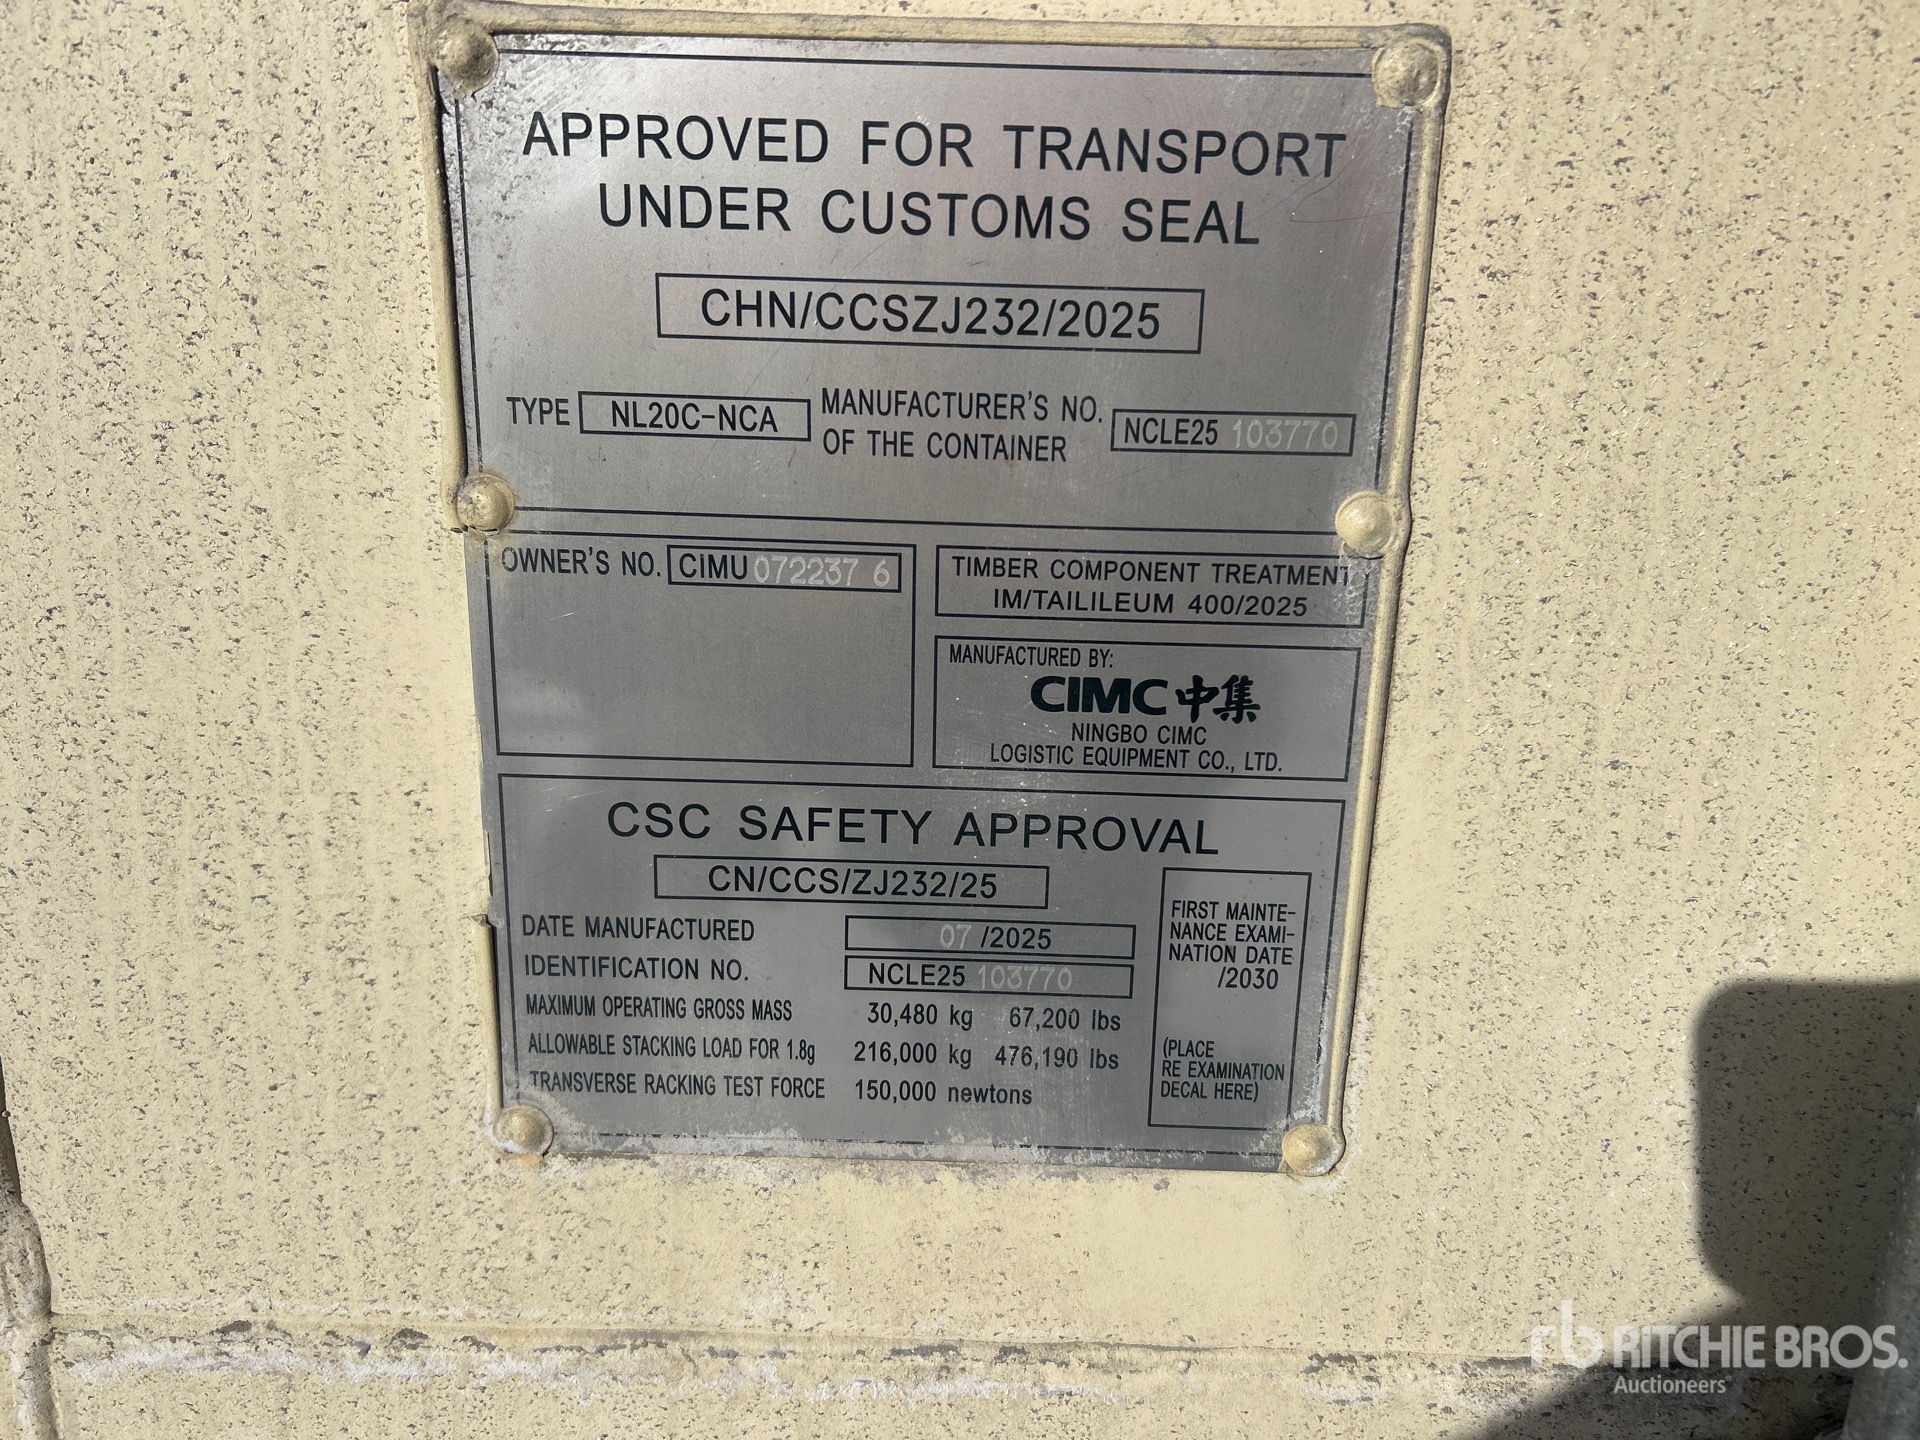 APPROVED FOR TRANSPORT
UNDER CUSTOMS SEAL
CHN/CCSZJ232/2025
TYPE NL20C-NCA MANUFACTURER'S NO.
OF THE CONTAINER NCLE25 103770
OWNER'S NO. CIMU 072237 6
TIMBER COMPONENT TREATMENT
IM/TAILILEUM 400/2025
MANUFACTURED BY:
CIMC 中集
NINGBO CIMC
LOGISTIC EQUIPMENT CO., LTD.
CSC SAFETY APPROVAL
CN/CCS/ZJ232/25
DATE MANUFACTURED 07 /2025
IDENTIFICATION NO. NCLE25 103770
MAXIMUM OPERATING GROSS MASS 30,480 kg 67,200 lbs
ALLOWABLE STACKING LOAD FOR 1.8g 216,000 kg 476,190 lbs
TRANSVERSE RACKING TEST FORCE 150,000 newtons
FIRST MAINTE-
NANCE EXAMI-
NATION DATE
/2030
(PLACE
RE EXAMINATION
DECAL HERE)
rb RITCHIE BROS.
Auctioneers